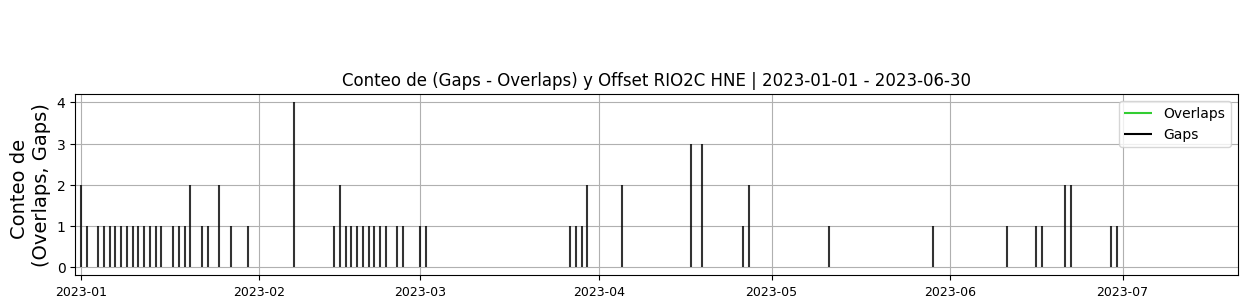 Conteo de (Gaps - Overlaps) y Offset RIO2C HNE | 2023-01-01 - 2023-06-30
Conteo de
(Overlaps, Gaps)
4
3
2
1
0
Overlaps
Gaps
2023-01
2023-02
2023-03
2023-04
2023-05
2023-06
2023-07